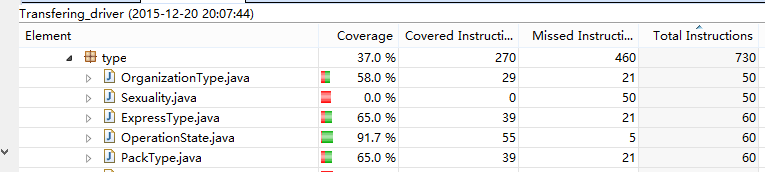 Transfering_driver (2015-12-20 20:07:44)
Element Coverage Covered Instructi... Missed Instructi... Total Instructions
type 37.0 % 270 460 730
OrganizationType.java 58.0 % 29 21 50
Sexuality.java 0.0 % 0 50 50
ExpressType.java 65.0 % 39 21 60
OperationState.java 91.7 % 55 5 60
PackType.java 65.0 % 39 21 60